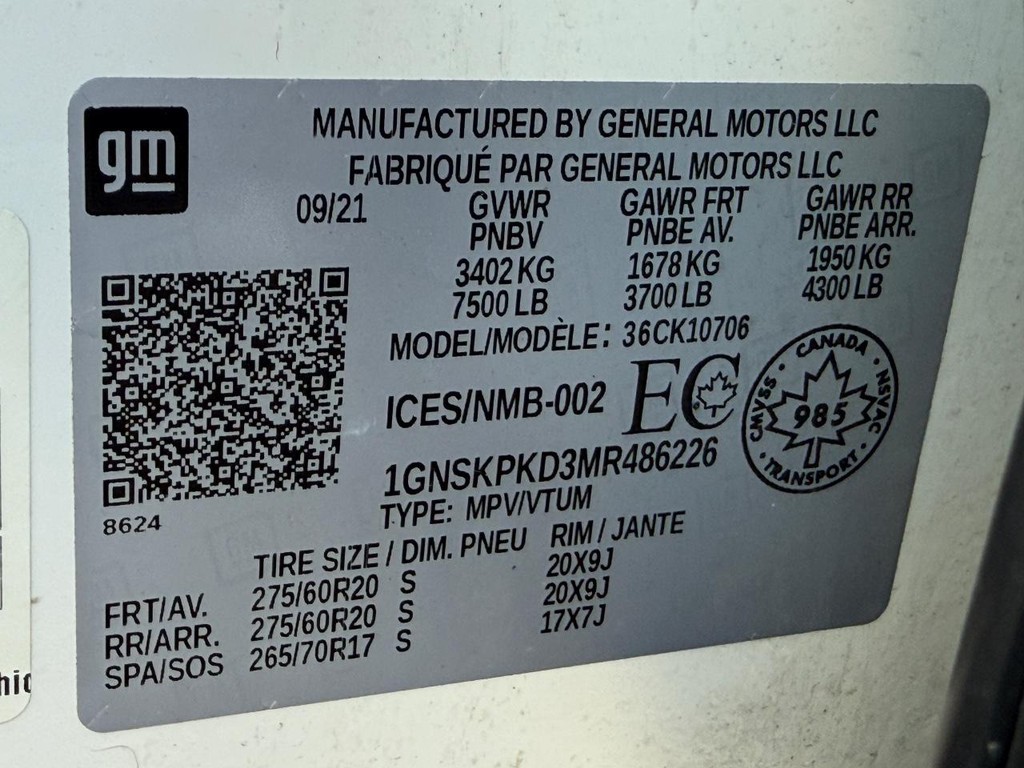 gm
MANUFACTURED BY GENERAL MOTORS LLC
FABRIQUÉ PAR GENERAL MOTORS LLC
09/21 GVWR GAWR FRT GAWR RR
PNBV PNBE AV. PNBE ARR.
3402 KG 1678 KG 1950 KG
7500 LB 3700 LB 4300 LB
MODEL/MODÈLE: 36CK10706
ICES/NMB-002 EC
CANADA · NSVAC · TRANSPORT · CMVSS ·
985
1GNSKPKD3MR486226
TYPE: MPV/VTUM
8624
TIRE SIZE / DIM. PNEU RIM / JANTE
FRT/AV. 275/60R20 S 20X9J
RR/ARR. 275/60R20 S 20X9J
SPA/SOS 265/70R17 S 17X7J